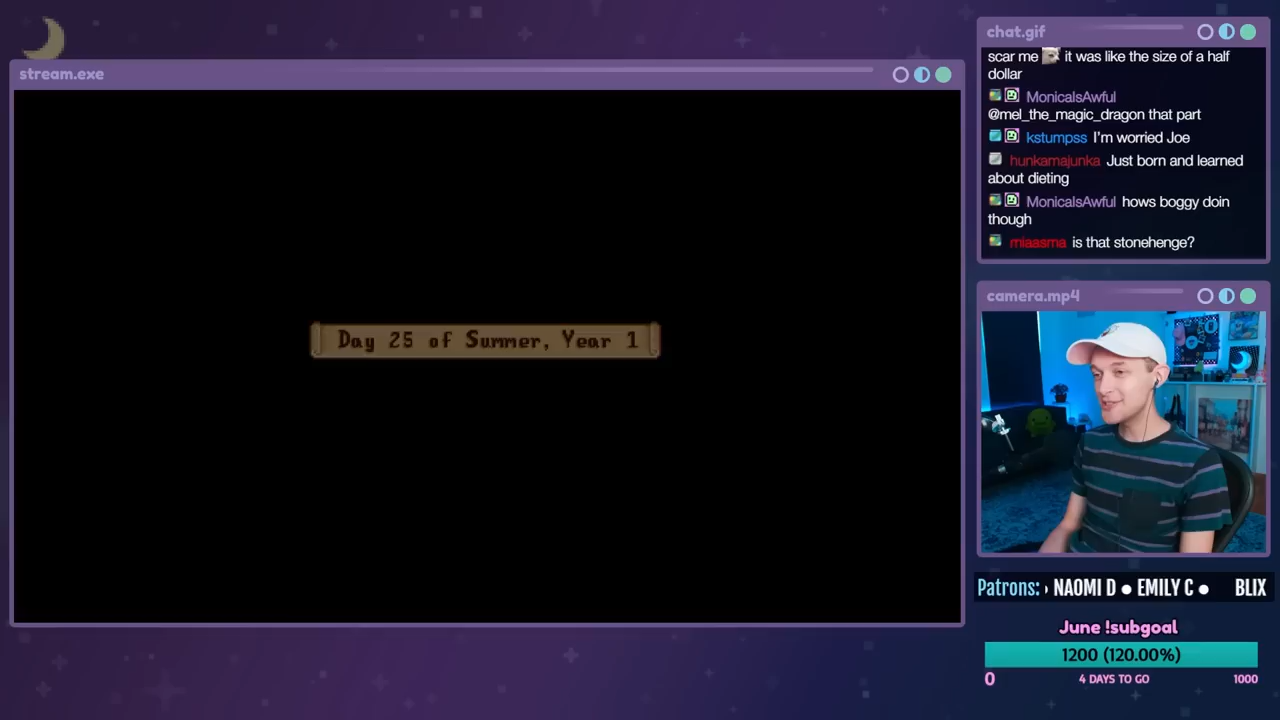 stream.exe
Day 25 of Summer, Year 1
chat.gif
scar me it was like the size of a half
dollar
MonicaIsAwful
@mel_the_magic_dragon that part
kstumpss I'm worried Joe
hunkamajunka Just born and learned
about dieting
MonicaIsAwful hows boggy doin
though
miaasma is that stonehenge?
camera.mp4
Patrons: NAOMI D ● EMILY C ● BLIX
June !subgoal
1200 (120.00%)
0 4 DAYS TO GO 1000